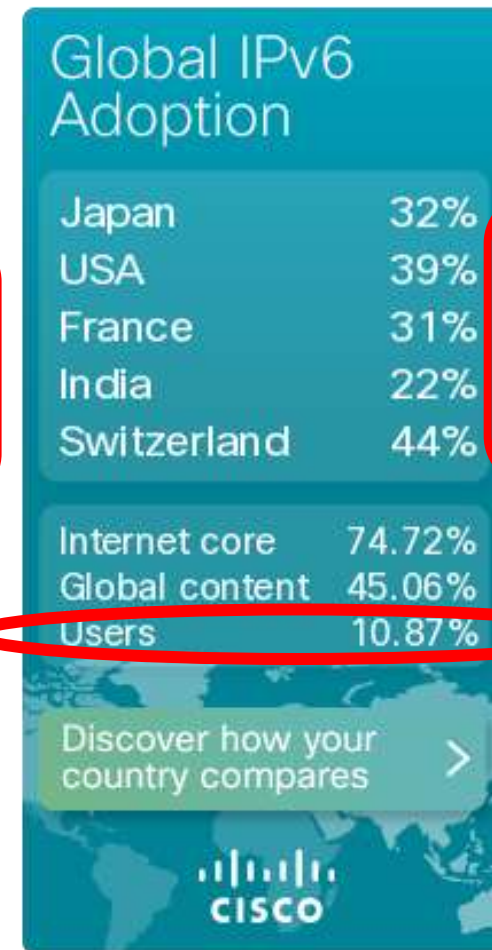 Global IPv6
Adoption
Japan 32%
USA 39%
France 31%
India 22%
Switzerland 44%
Internet core 74.72%
Global content 45.06%
Users 10.87%
Discover how your
country compares >
CISCO